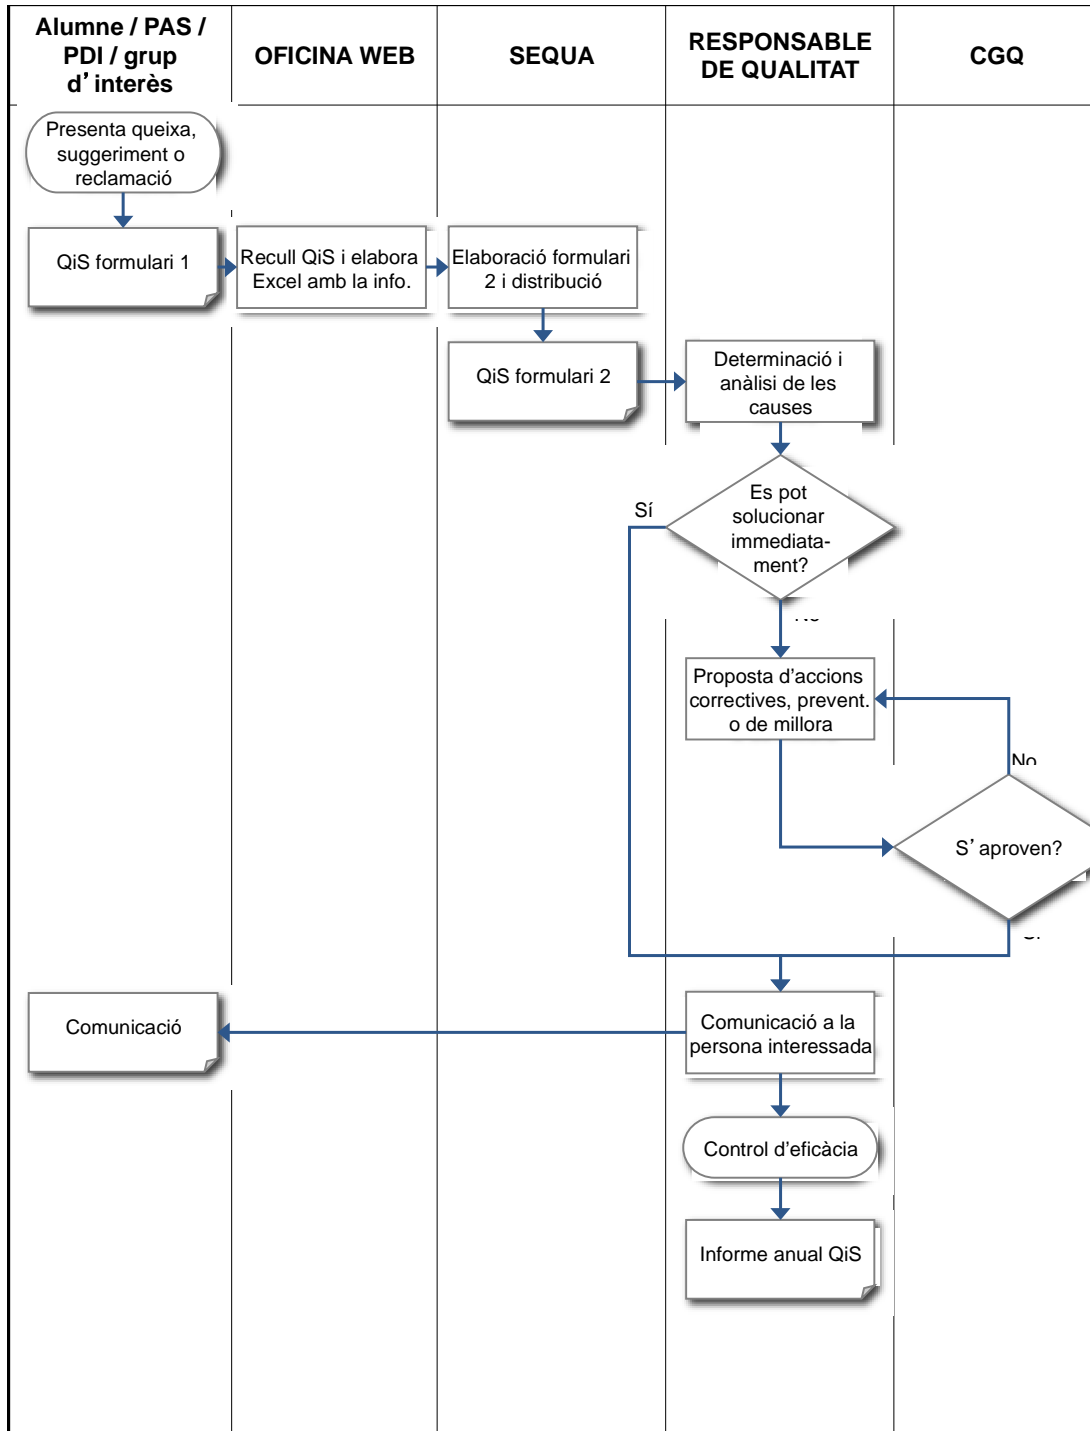 Alumne / PAS /
PDI / grup
d’interès
OFICINA WEB
SEQUA
RESPONSABLE
DE QUALITAT
CGQ
Presenta queixa,
suggeriment o
reclamació
QiS formulari 1
Recull QiS i elabora
Excel amb la info.
Elaboració formulari
2 i distribució
QiS formulari 2
Determinació i
anàlisi de les
causes
Es pot
solucionar
immediata-
ment?
Sí
No
Proposta d’accions
correctives, prevent.
o de millora
No
S’aproven?
Comunicació a la
persona interessada
Comunicació
Control d’eficàcia
Informe anual QiS